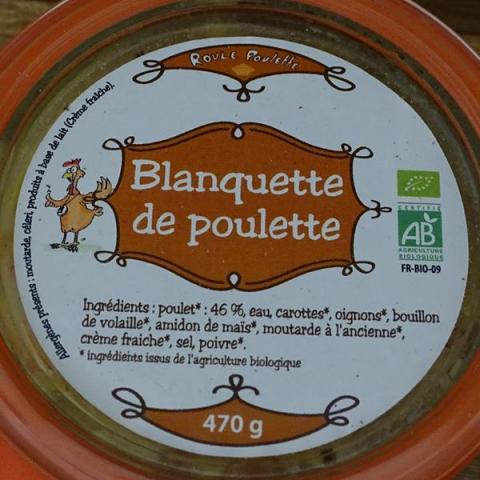 Roule Poulette
Blanquette
de poulette
CERTIFIÉ
AB
AGRICULTURE
BIOLOGIQUE
FR-BIO-09
Allergènes présents : moutarde, céleri, produits à base de lait (Crème fraîche).
Ingrédients : poulet* : 46 %, eau, carottes*, oignons*, bouillon
de volaille*, amidon de maïs*, moutarde à l'ancienne*,
crème fraiche*, sel, poivre*.
* ingrédients issus de l'agriculture biologique
470 g